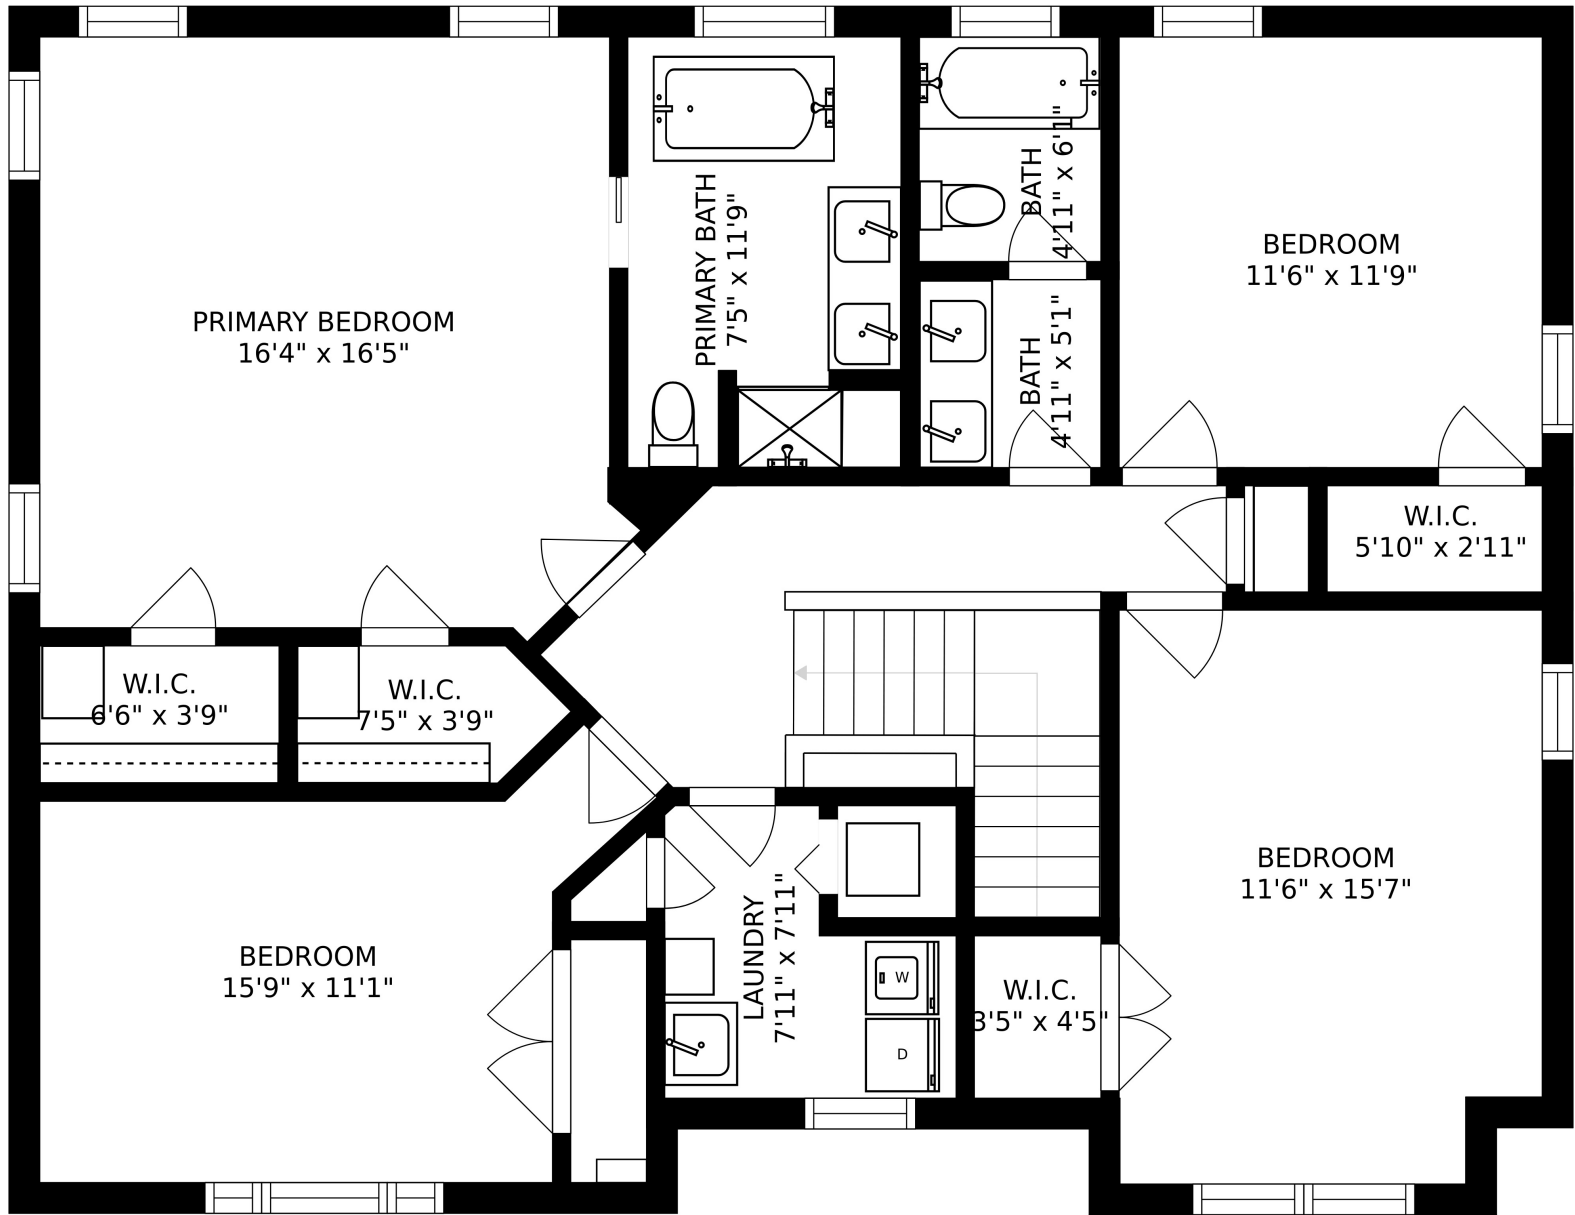 PRIMARY BEDROOM
16'4" x 16'5"
PRIMARY BATH
7'5" x 11'9"
BATH
4'11" x 6'1"
BATH
4'11" x 5'1"
BEDROOM
11'6" x 11'9"
W.I.C.
5'10" x 2'11"
W.I.C.
6'6" x 3'9"
W.I.C.
7'5" x 3'9"
BEDROOM
15'9" x 11'1"
LAUNDRY
7'11" x 7'11"
W
D
W.I.C.
3'5" x 4'5"
BEDROOM
11'6" x 15'7"